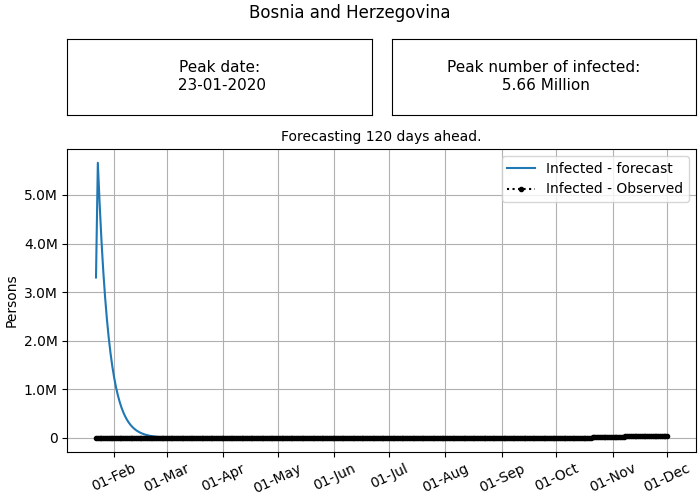 Bosnia and Herzegovina
Peak date:
23-01-2020
Peak number of infected:
5.66 Million
Forecasting 120 days ahead.
Infected - forecast
Infected - Observed
Persons
5.0M
4.0M
3.0M
2.0M
1.0M
0
01-Feb
01-Mar
01-Apr
01-May
01-Jun
01-Jul
01-Aug
01-Sep
01-Oct
01-Nov
01-Dec